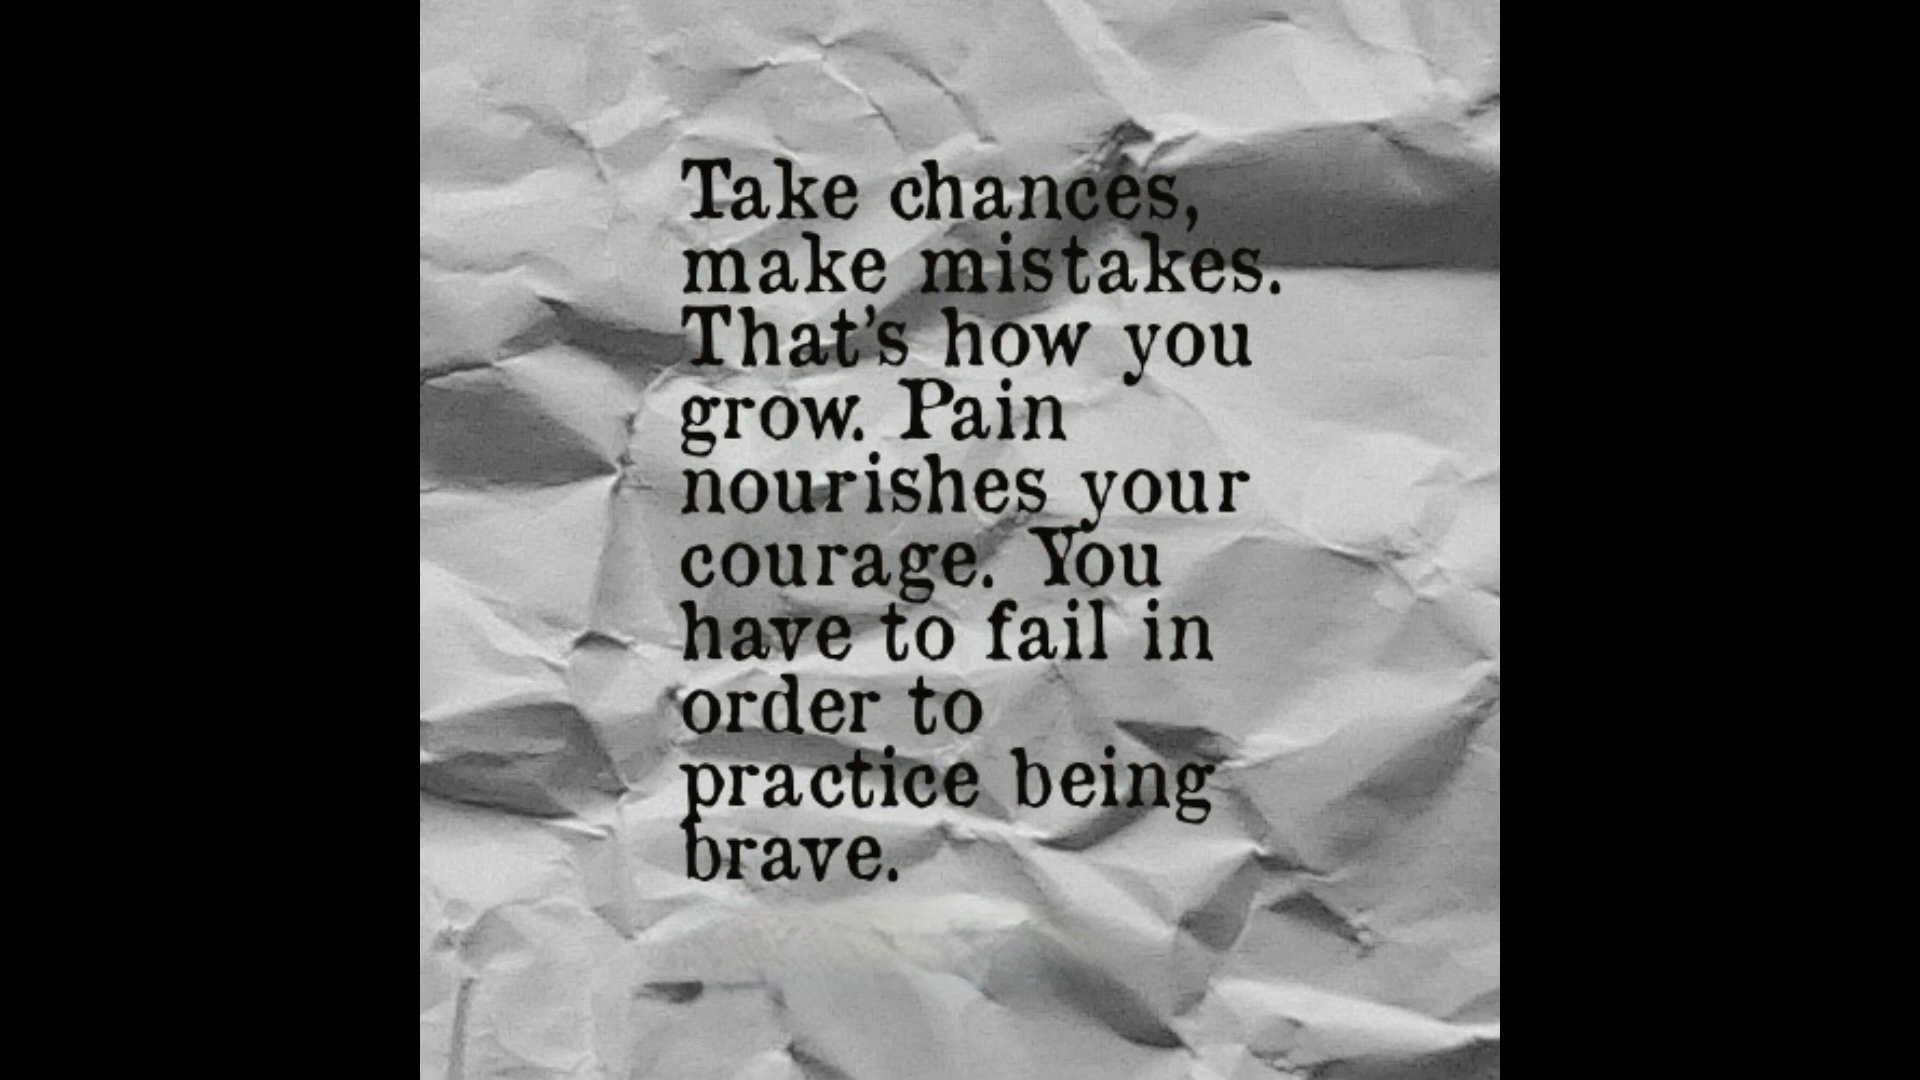 Take chances,
make mistakes.
That's how you
grow. Pain
nourishes your
courage. You
have to fail in
order to
practice being
brave.